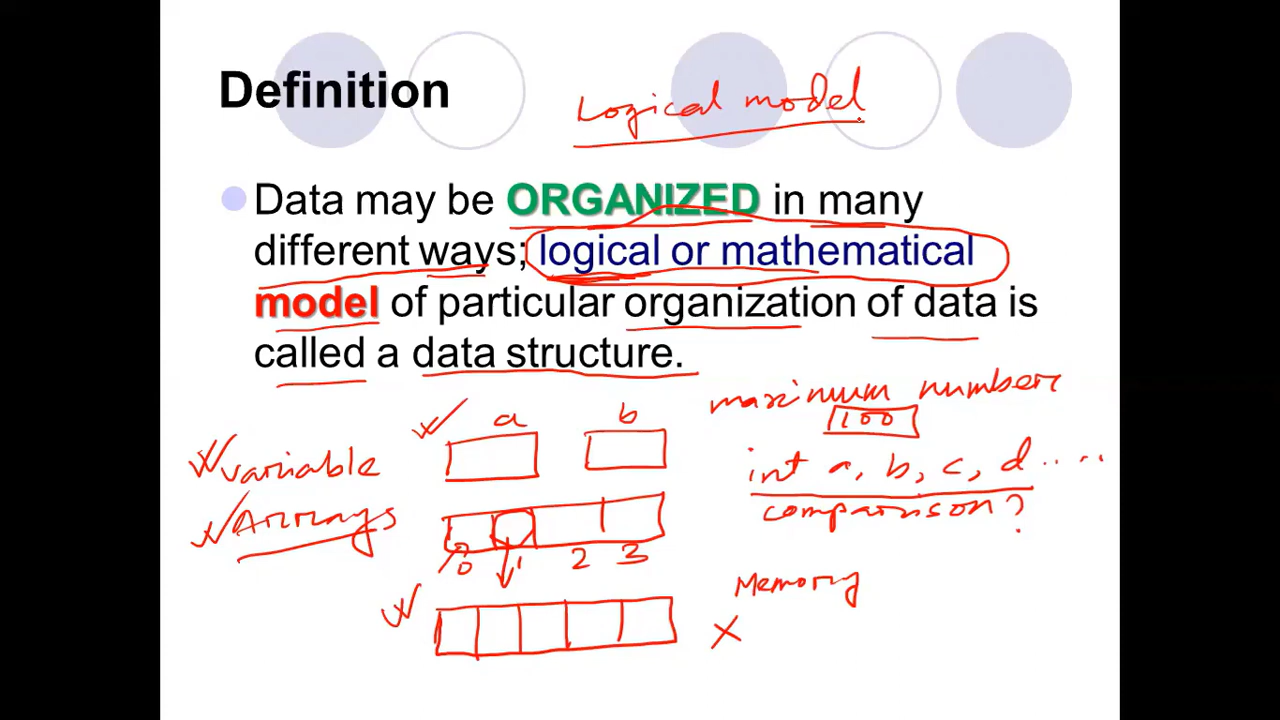 Definition
Logical model
Data may be ORGANIZED in many
different ways; logical or mathematical
model of particular organization of data is
called a data structure.
maximum number
100
a b
variable
int a, b, c, d .....
Arrays
comparison?
0 1 2 3
Memory